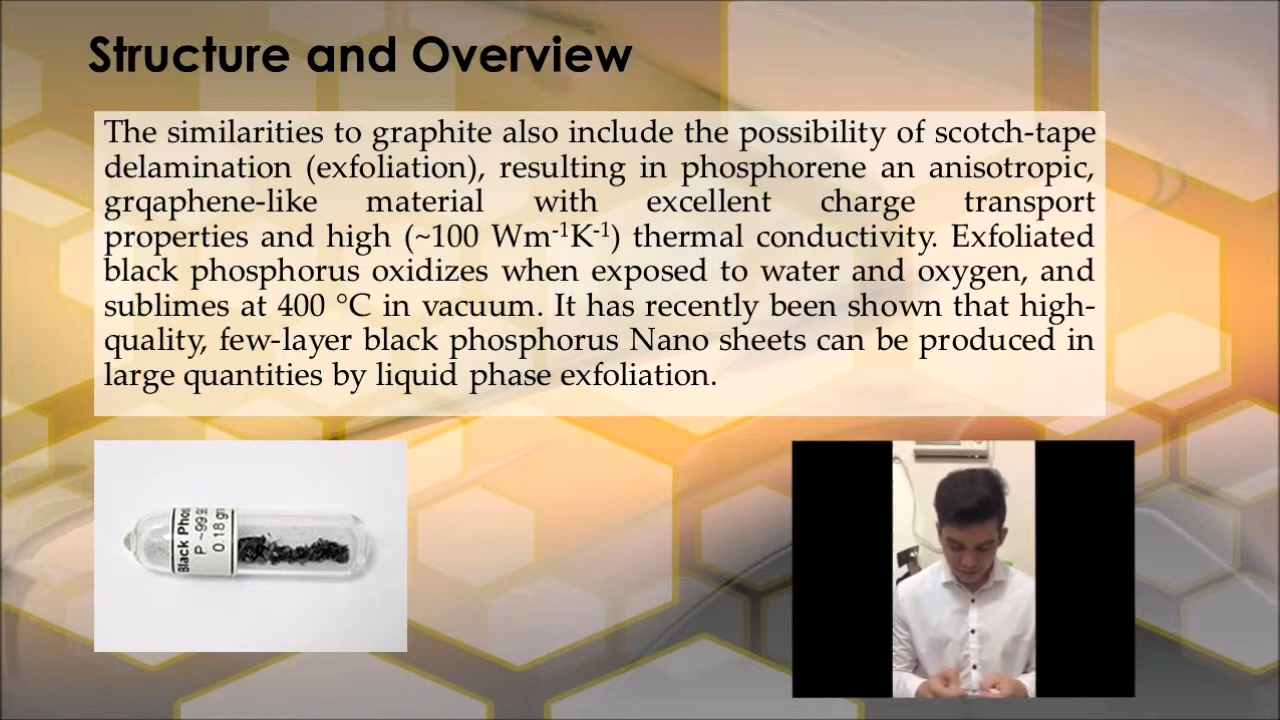 Structure and Overview
The similarities to graphite also include the possibility of scotch-tape
delamination (exfoliation), resulting in phosphorene an anisotropic,
grqaphene-like material with excellent charge transport
properties and high (~100 Wm⁻¹K⁻¹) thermal conductivity. Exfoliated
black phosphorus oxidizes when exposed to water and oxygen, and
sublimes at 400 °C in vacuum. It has recently been shown that high-
quality, few-layer black phosphorus Nano sheets can be produced in
large quantities by liquid phase exfoliation.
Black Phos
P ~99.9
0.18 gr